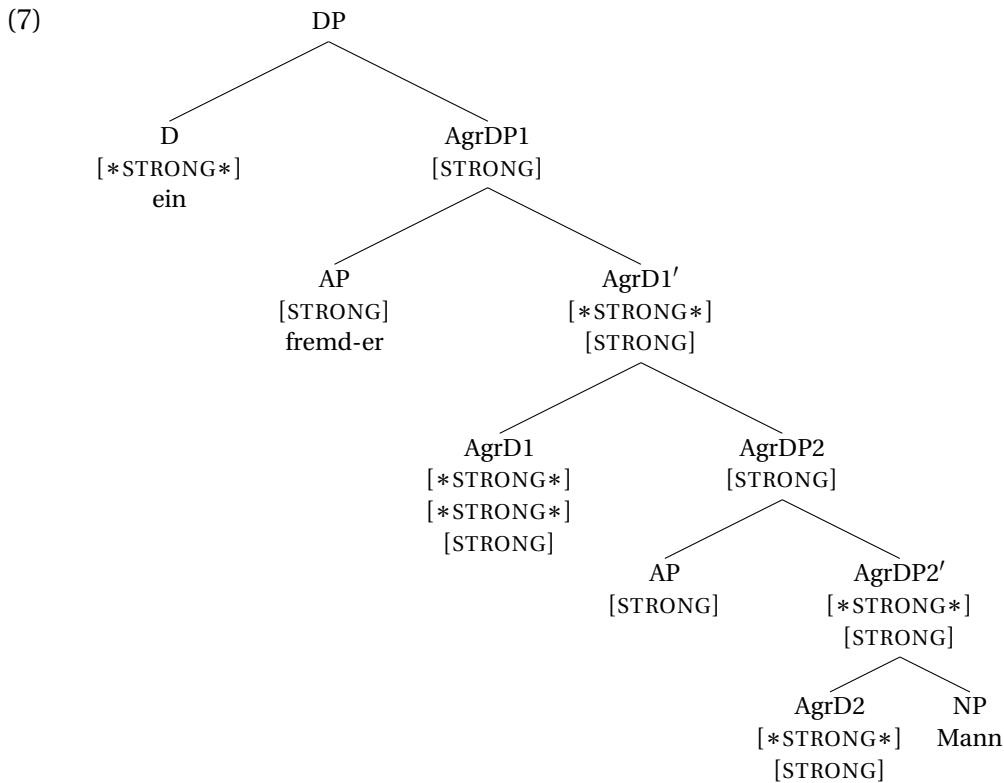 (7)
DP
D AgrDP1
[∗STRONG∗] [STRONG]
ein
AP AgrD1′
[STRONG] [∗STRONG∗]
fremd-er [STRONG]
AgrD1 AgrDP2
[∗STRONG∗] [STRONG]
[∗STRONG∗]
[STRONG]
AP AgrDP2′
[STRONG] [∗STRONG∗]
[STRONG]
AgrD2 NP
[∗STRONG∗] Mann
[STRONG]